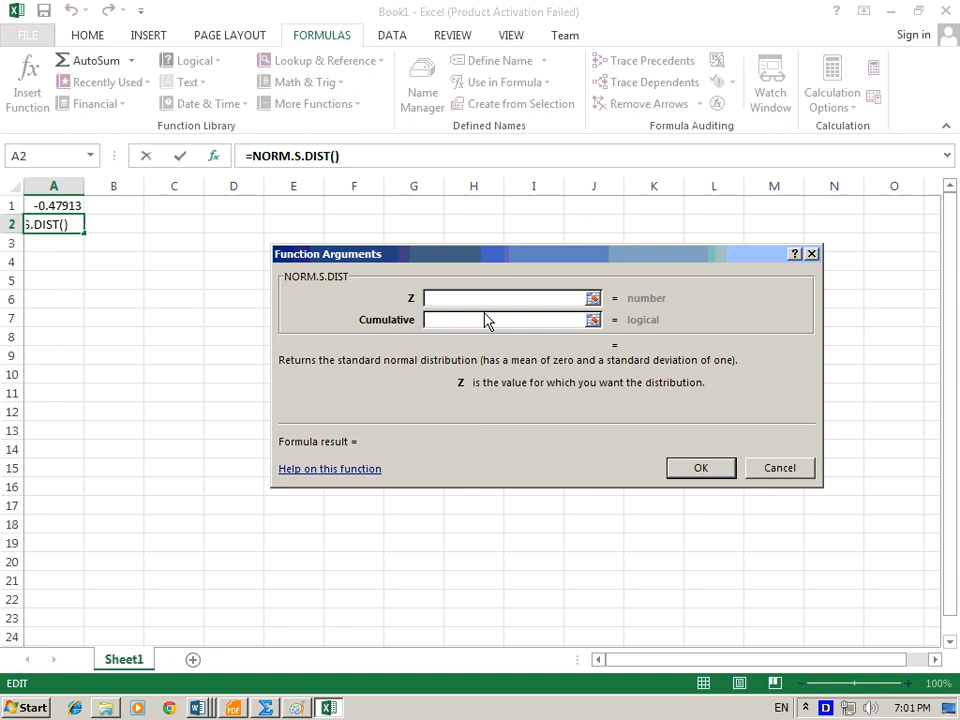 Book1 - Excel (Product Activation Failed)
FILE HOME INSERT PAGE LAYOUT FORMULAS DATA REVIEW VIEW Team Sign in
fx Insert Function
AutoSum
Recently Used
Financial
Logical
Text
Date & Time
Lookup & Reference
Math & Trig
More Functions
Function Library
Name Manager
Define Name
Use in Formula
Create from Selection
Defined Names
Trace Precedents
Trace Dependents
Remove Arrows
Formula Auditing
Watch Window
Calculation Options
Calculation
A2 fx =NORM.S.DIST()
A B C D E F G H I J K L M N O
1 -0.47913
2 S.DIST()
3
4
5
6
7
8
9
10
11
12
13
14
15
16
17
18
19
20
21
22
23
24
Function Arguments
NORM.S.DIST
Z = number
Cumulative = logical
=
Returns the standard normal distribution (has a mean of zero and a standard deviation of one).
Z is the value for which you want the distribution.
Formula result =
Help on this function
OK Cancel
Sheet1
EDIT 100%
Start EN D 7:01 PM